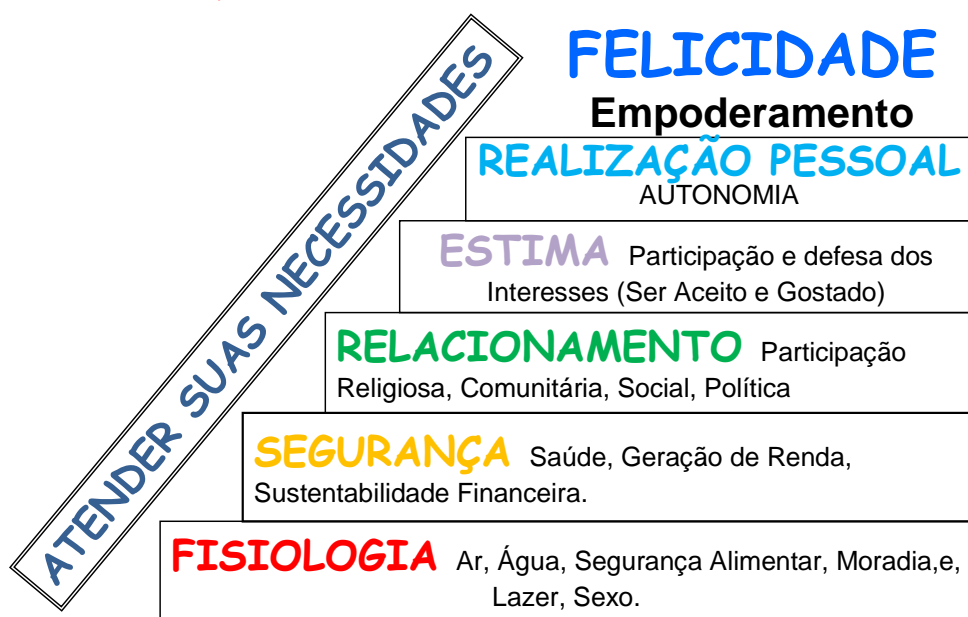 ATENDER SUAS NECESSIDADES
FELICIDADE
Empoderamento
REALIZAÇÃO PESSOAL
AUTONOMIA
ESTIMA Participação e defesa dos
Interesses (Ser Aceito e Gostado)
RELACIONAMENTO Participação
Religiosa, Comunitária, Social, Política
SEGURANÇA Saúde, Geração de Renda,
Sustentabilidade Financeira.
FISIOLOGIA Ar, Água, Segurança Alimentar, Moradia,e,
Lazer, Sexo.